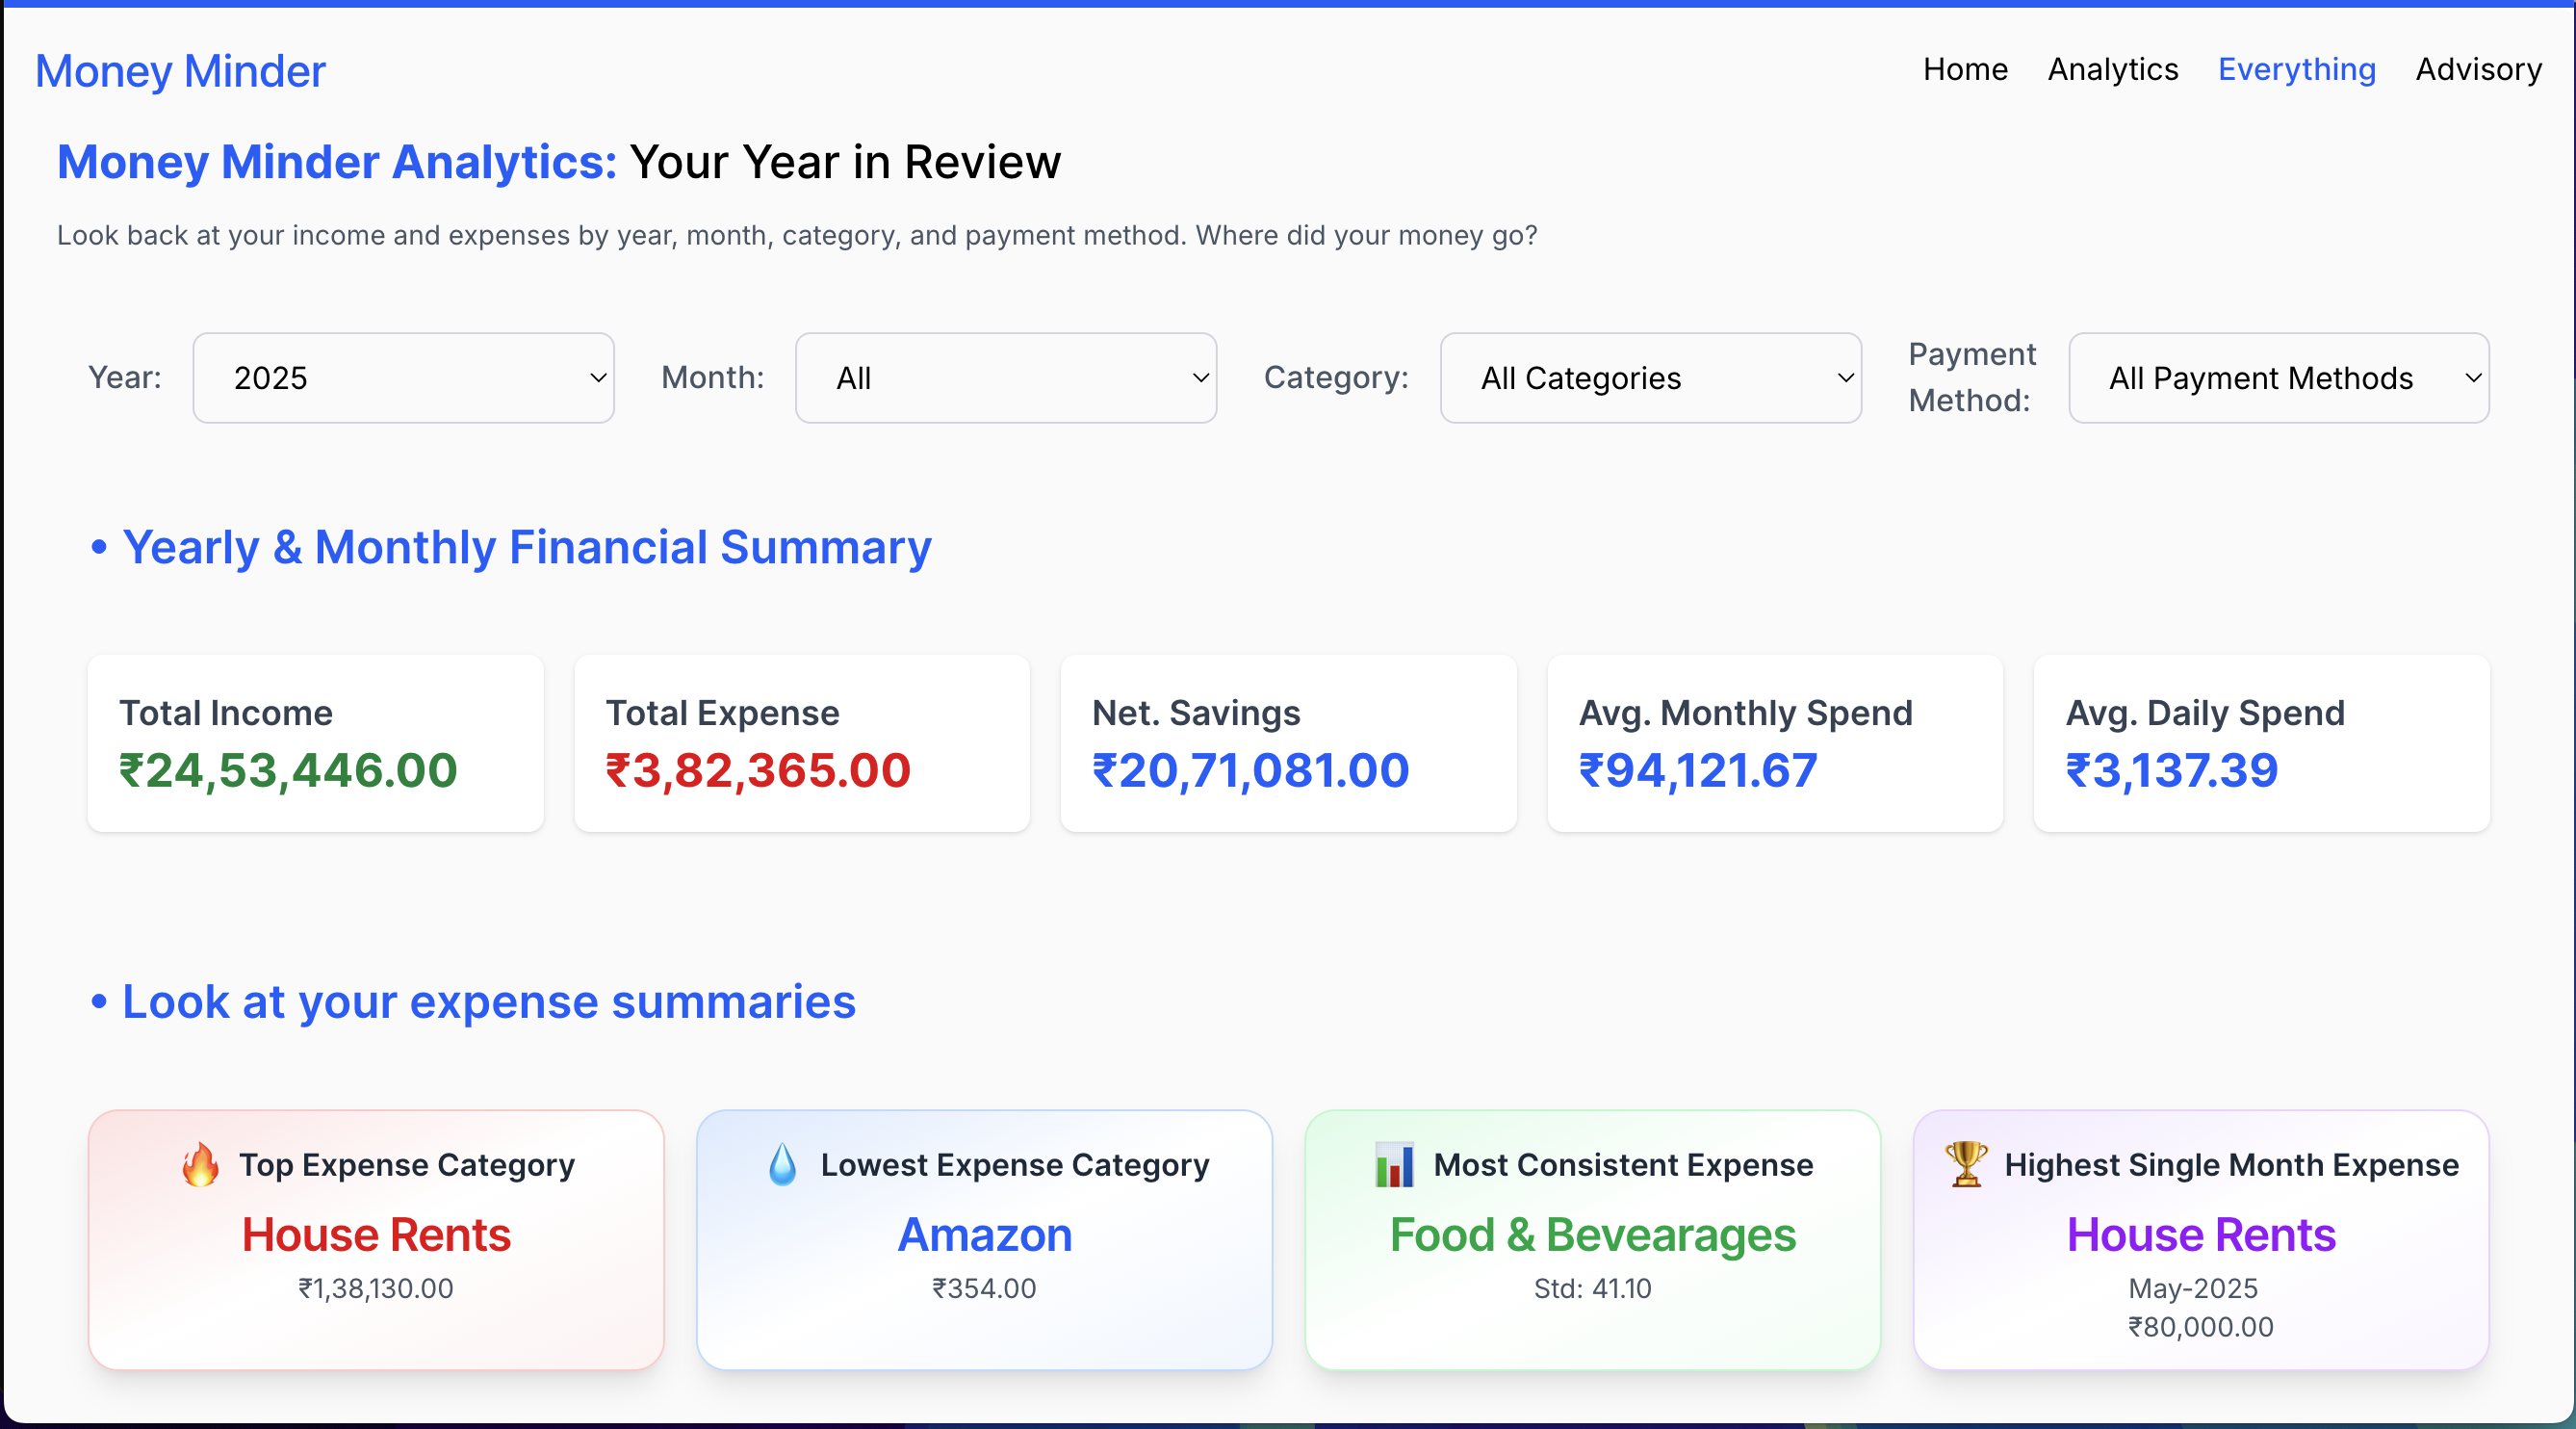 Money Minder
Home Analytics Everything Advisory
Money Minder Analytics: Your Year in Review
Look back at your income and expenses by year, month, category, and payment method. Where did your money go?
Year: 2025
Month: All
Category: All Categories
Payment
Method:
All Payment Methods
• Yearly & Monthly Financial Summary
Total Income
₹24,53,446.00
Total Expense
₹3,82,365.00
Net. Savings
₹20,71,081.00
Avg. Monthly Spend
₹94,121.67
Avg. Daily Spend
₹3,137.39
• Look at your expense summaries
Top Expense Category
House Rents
₹1,38,130.00
Lowest Expense Category
Amazon
₹354.00
Most Consistent Expense
Food & Bevearages
Std: 41.10
Highest Single Month Expense
House Rents
May-2025
₹80,000.00